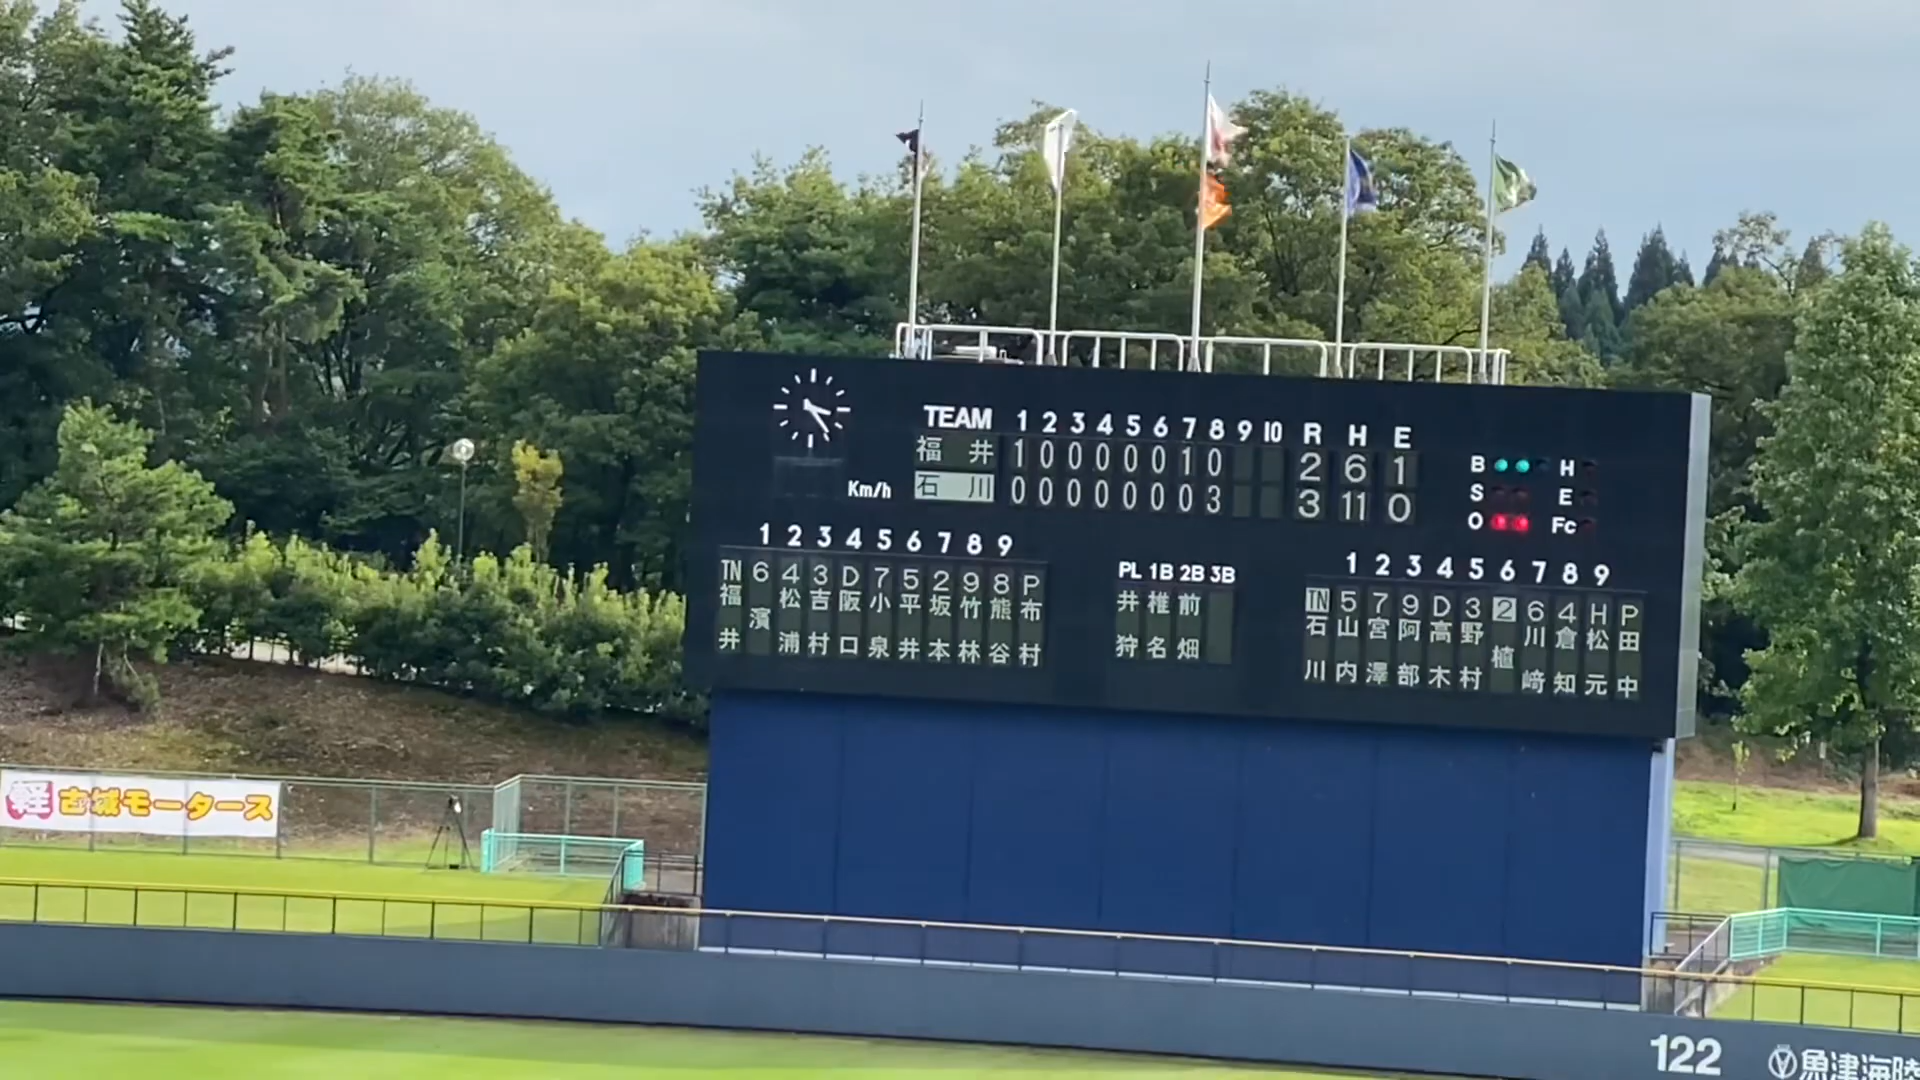 TEAM 1 2 3 4 5 6 7 8 9 10 R H E
福井 1 0 0 0 0 0 1 0 2 6 1
石川 0 0 0 0 0 0 0 3 3 11 0
Km/h
B H
S E
O Fc
1 2 3 4 5 6 7 8 9
TN 6 4 3 D 7 5 2 9 8 P
福井 濱 松浦 吉村 阪口 小泉 平井 坂本 竹林 熊谷 布村
PL 1B 2B 3B
井狩 椎名 前畑
1 2 3 4 5 6 7 8 9
TN 5 7 9 D 3 2 6 4 H P
石川 山内 宮澤 阿部 高木 野村 植 川﨑 倉知 松元 田中
軽 古城モータース
122
魚津海陸